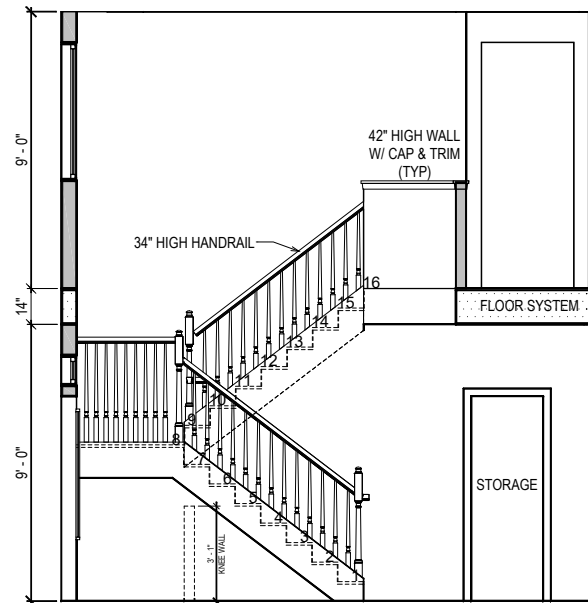 9' - 0"
42" HIGH WALL
W/ CAP & TRIM
(TYP)
34" HIGH HANDRAIL
16
15
14
13
12
11
10
9
14"
FLOOR SYSTEM
8
7
6
5
4
3
2
1
9' - 0"
STORAGE
3' - 1"
KNEE WALL